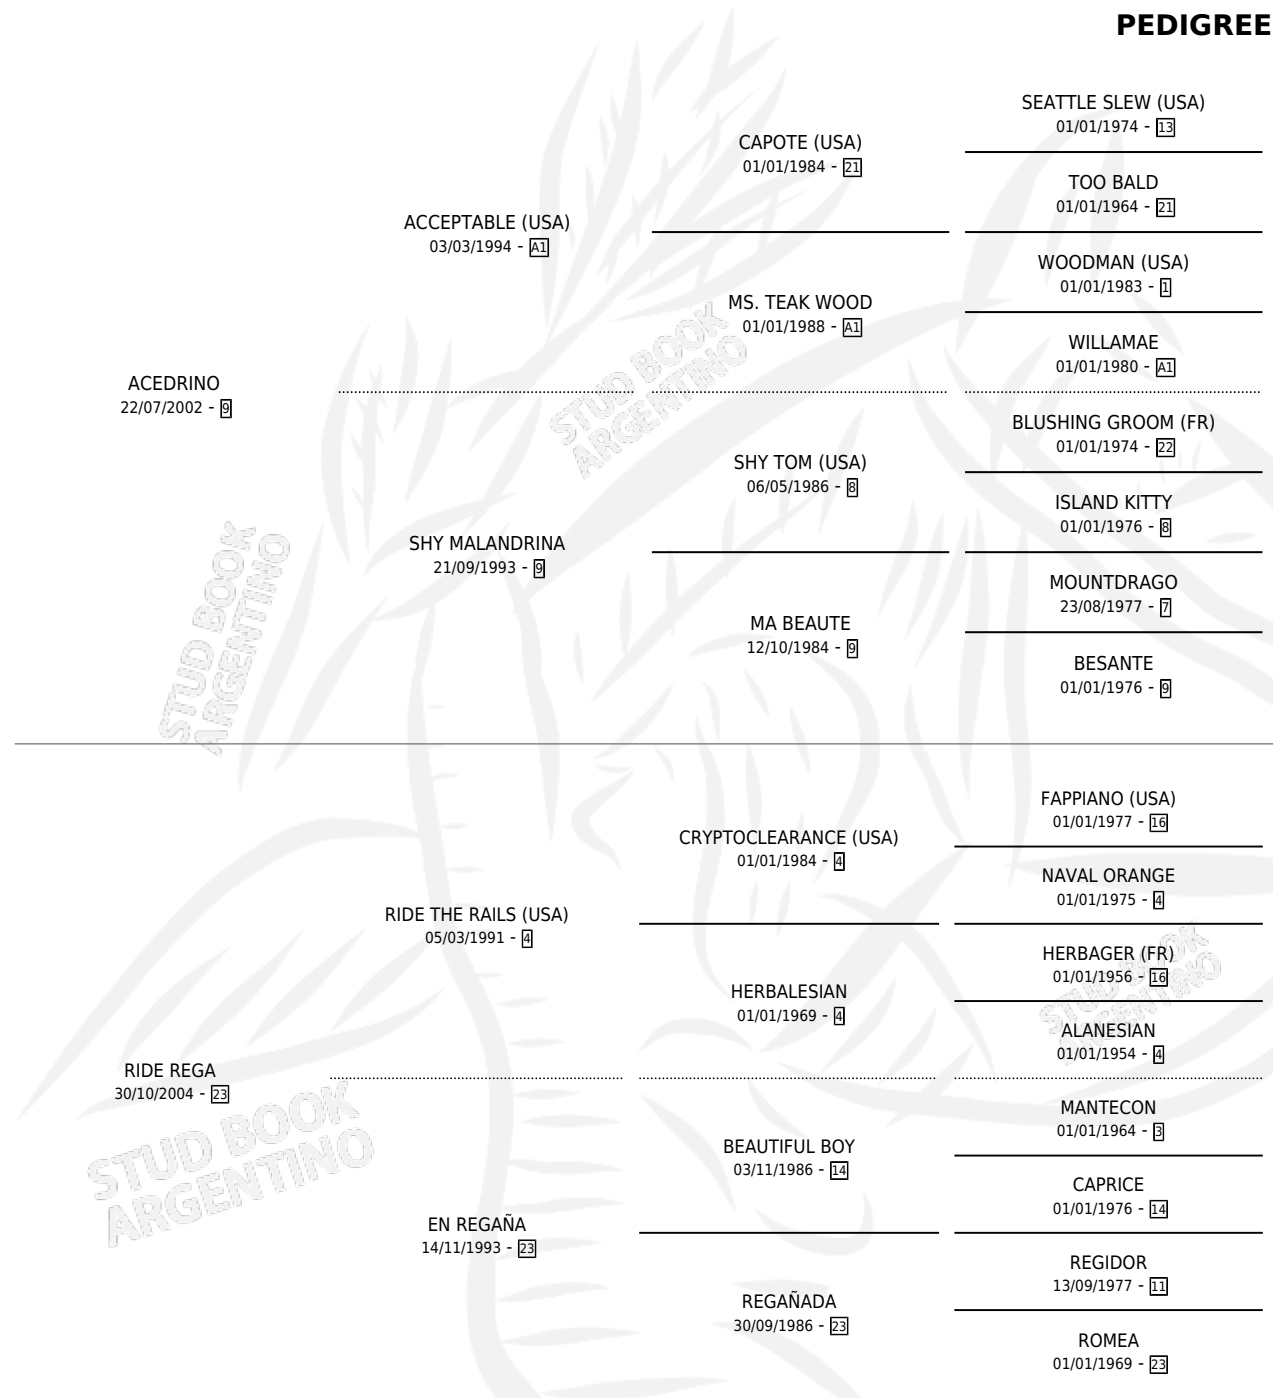 PEDIGREE
SEATTLE SLEW (USA)
01/01/1974 - 13
CAPOTE (USA)
01/01/1984 - 21
TOO BALD
01/01/1964 - 21
ACCEPTABLE (USA)
03/03/1994 - A1
WOODMAN (USA)
01/01/1983 - 1
MS. TEAK WOOD
01/01/1988 - A1
WILLAMAE
01/01/1980 - A1
ACEDRINO
22/07/2002 - 9
BLUSHING GROOM (FR)
01/01/1974 - 22
SHY TOM (USA)
06/05/1986 - 8
ISLAND KITTY
01/01/1976 - 8
SHY MALANDRINA
21/09/1993 - 9
MOUNTDRAGO
23/08/1977 - 7
MA BEAUTE
12/10/1984 - 9
BESANTE
01/01/1976 - 9
FAPPIANO (USA)
01/01/1977 - 16
CRYPTOCLEARANCE (USA)
01/01/1984 - 4
NAVAL ORANGE
01/01/1975 - 4
RIDE THE RAILS (USA)
05/03/1991 - 4
HERBAGER (FR)
01/01/1956 - 16
HERBALESIAN
01/01/1969 - 4
ALANESIAN
01/01/1954 - 4
RIDE REGA
30/10/2004 - 23
MANTECON
01/01/1964 - 3
BEAUTIFUL BOY
03/11/1986 - 14
CAPRICE
01/01/1976 - 14
EN REGAÑA
14/11/1993 - 23
REGIDOR
13/09/1977 - 11
REGAÑADA
30/09/1986 - 23
ROMEA
01/01/1969 - 23
STUD BOOK
ARGENTINO
STUD BOOK
ARGENTINO
STUD BOOK
ARGENTINO
STUD BOOK
ARGENTINO